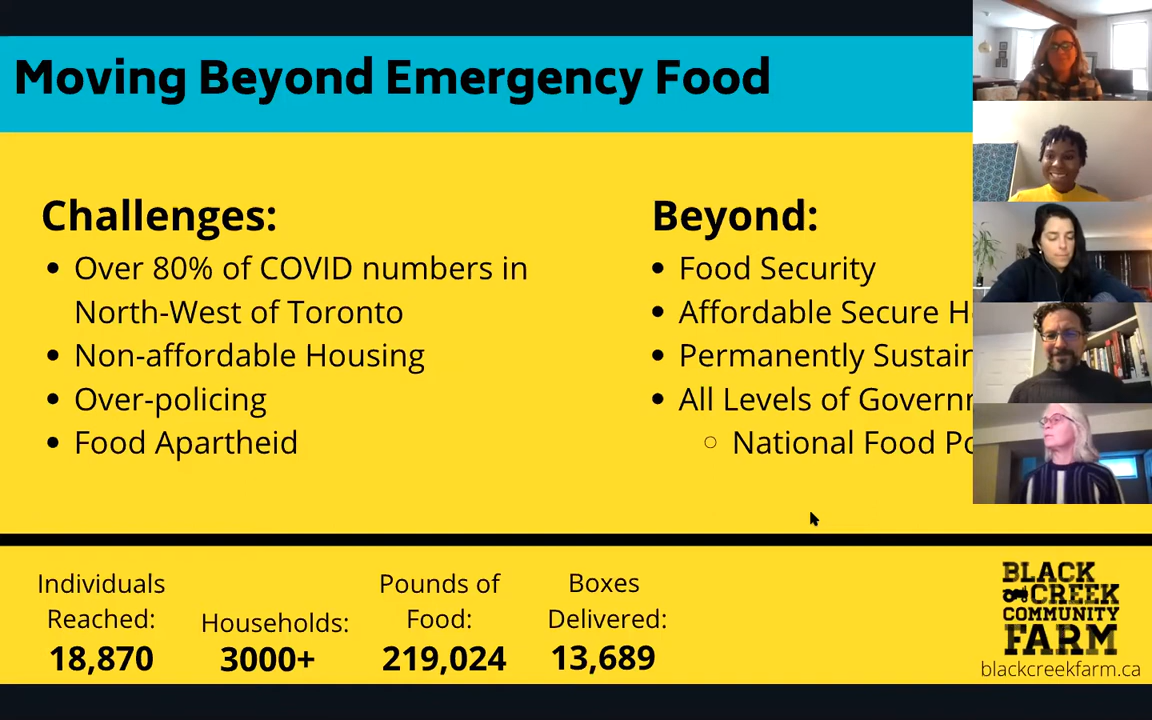 Moving Beyond Emergency Food
Challenges:
• Over 80% of COVID numbers in
North-West of Toronto
• Non-affordable Housing
• Over-policing
• Food Apartheid
Beyond:
• Food Security
• Affordable Secure
• Permanently
• All Levels of
○ National Food
Individuals
Reached:
18,870
Households:
3000+
Pounds of
Food:
219,024
Boxes
Delivered:
13,689
BLACK
CREEK
COMMUNITY
FARM
blackcreekfarm.ca